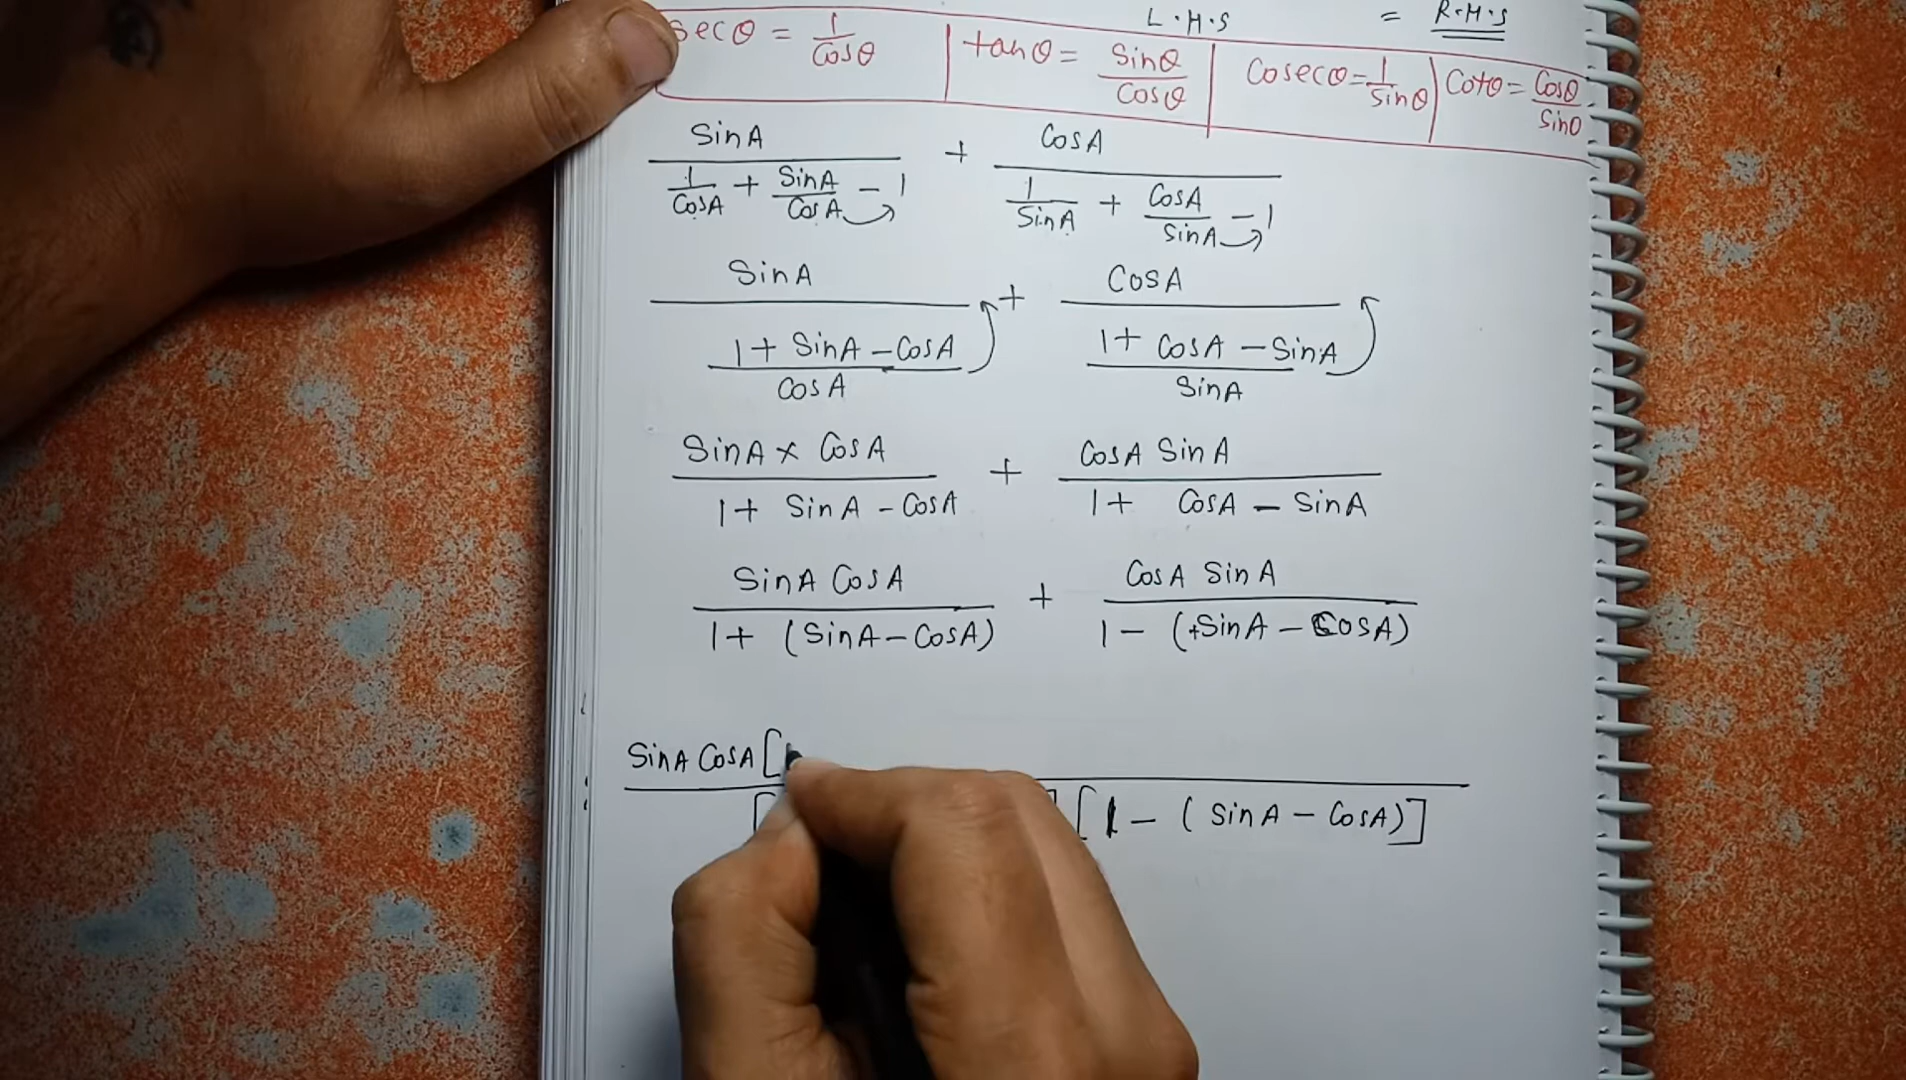 L.H.S = R.H.S
secθ = 1/cosθ | tanθ = Sinθ/Cosθ | Cosecθ = 1/Sinθ | Cotθ = Cosθ/Sinθ
SinA/(1/CosA + SinA/CosA - 1) + CosA/(1/SinA + CosA/SinA - 1)
SinA/((1 + SinA - CosA)/CosA) + CosA/((1 + CosA - SinA)/SinA)
SinA × CosA/(1 + SinA - CosA) + CosA SinA/(1 + CosA - SinA)
SinA CosA/(1 + (SinA - CosA)) + CosA SinA/(1 - (+SinA - CosA))
SinA CosA [
[ ] [1 - (SinA - CosA)]